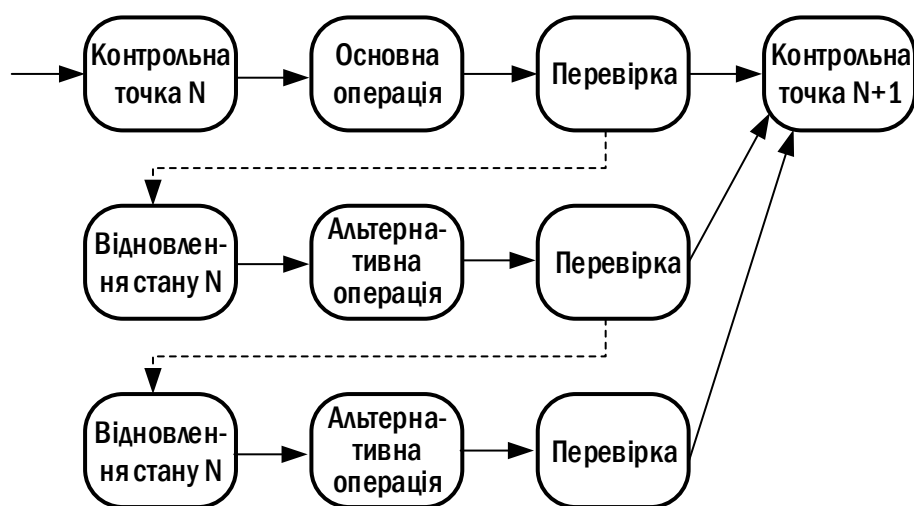 Контрольна
точка N
Основна
операція
Перевірка
Контрольна
точка N+1
Відновлен-
ня стану N
Альтерна-
тивна
операція
Перевірка
Відновлен-
ня стану N
Альтерна-
тивна
операція
Перевірка